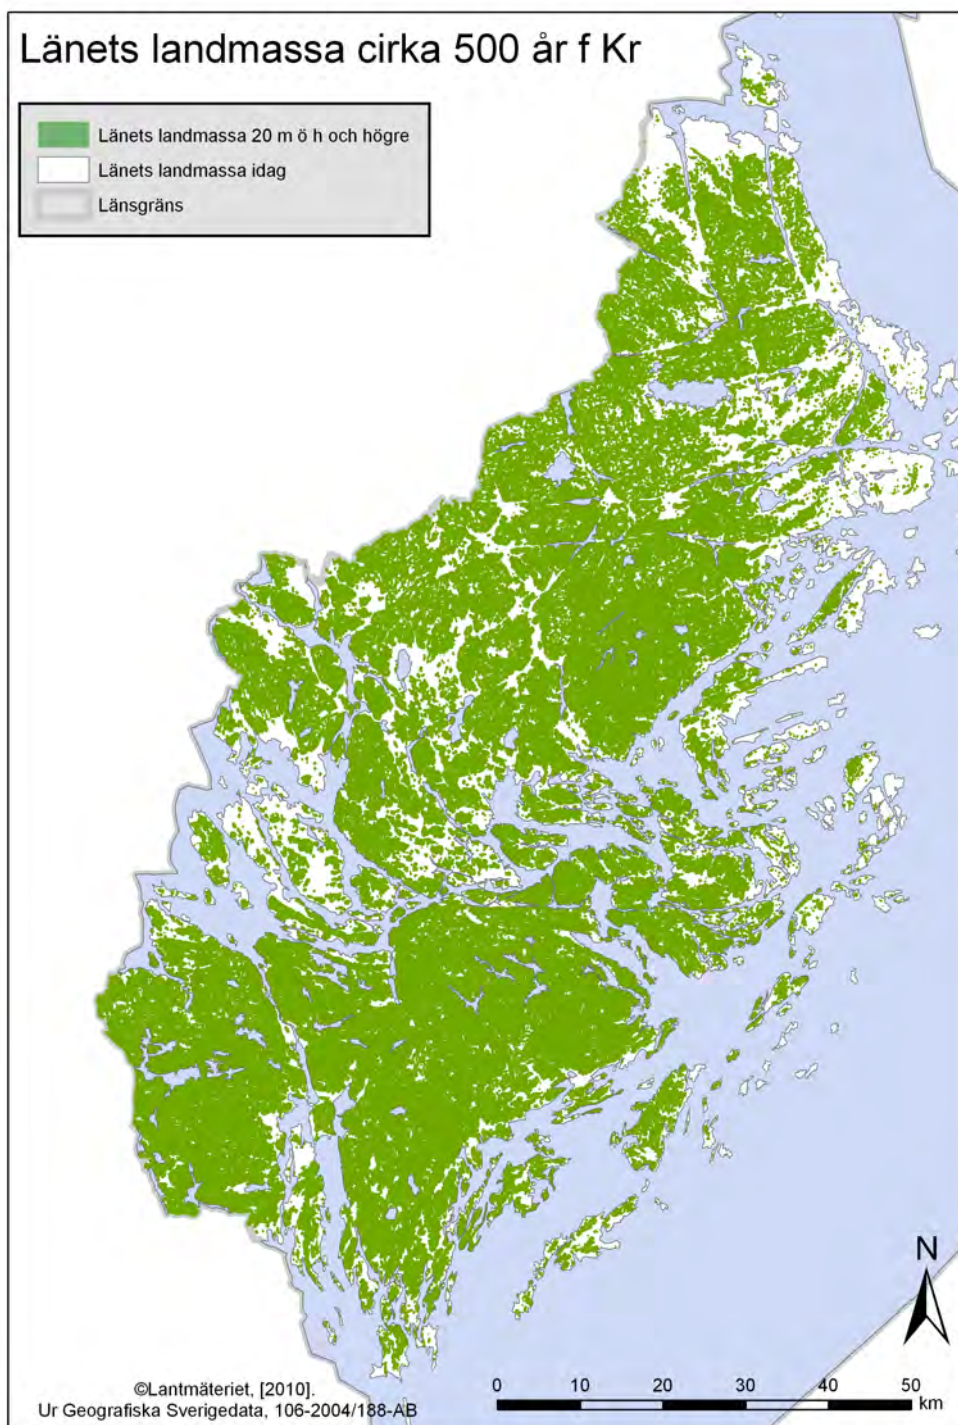 Länets landmassa cirka 500 år f Kr
Länets landmassa 20 m ö h och högre
Länets landmassa idag
Länsgräns
N
0 10 20 30 40 50
km
©Lantmäteriet, [2010].
Ur Geografiska Sverigedata, 106-2004/188-AB